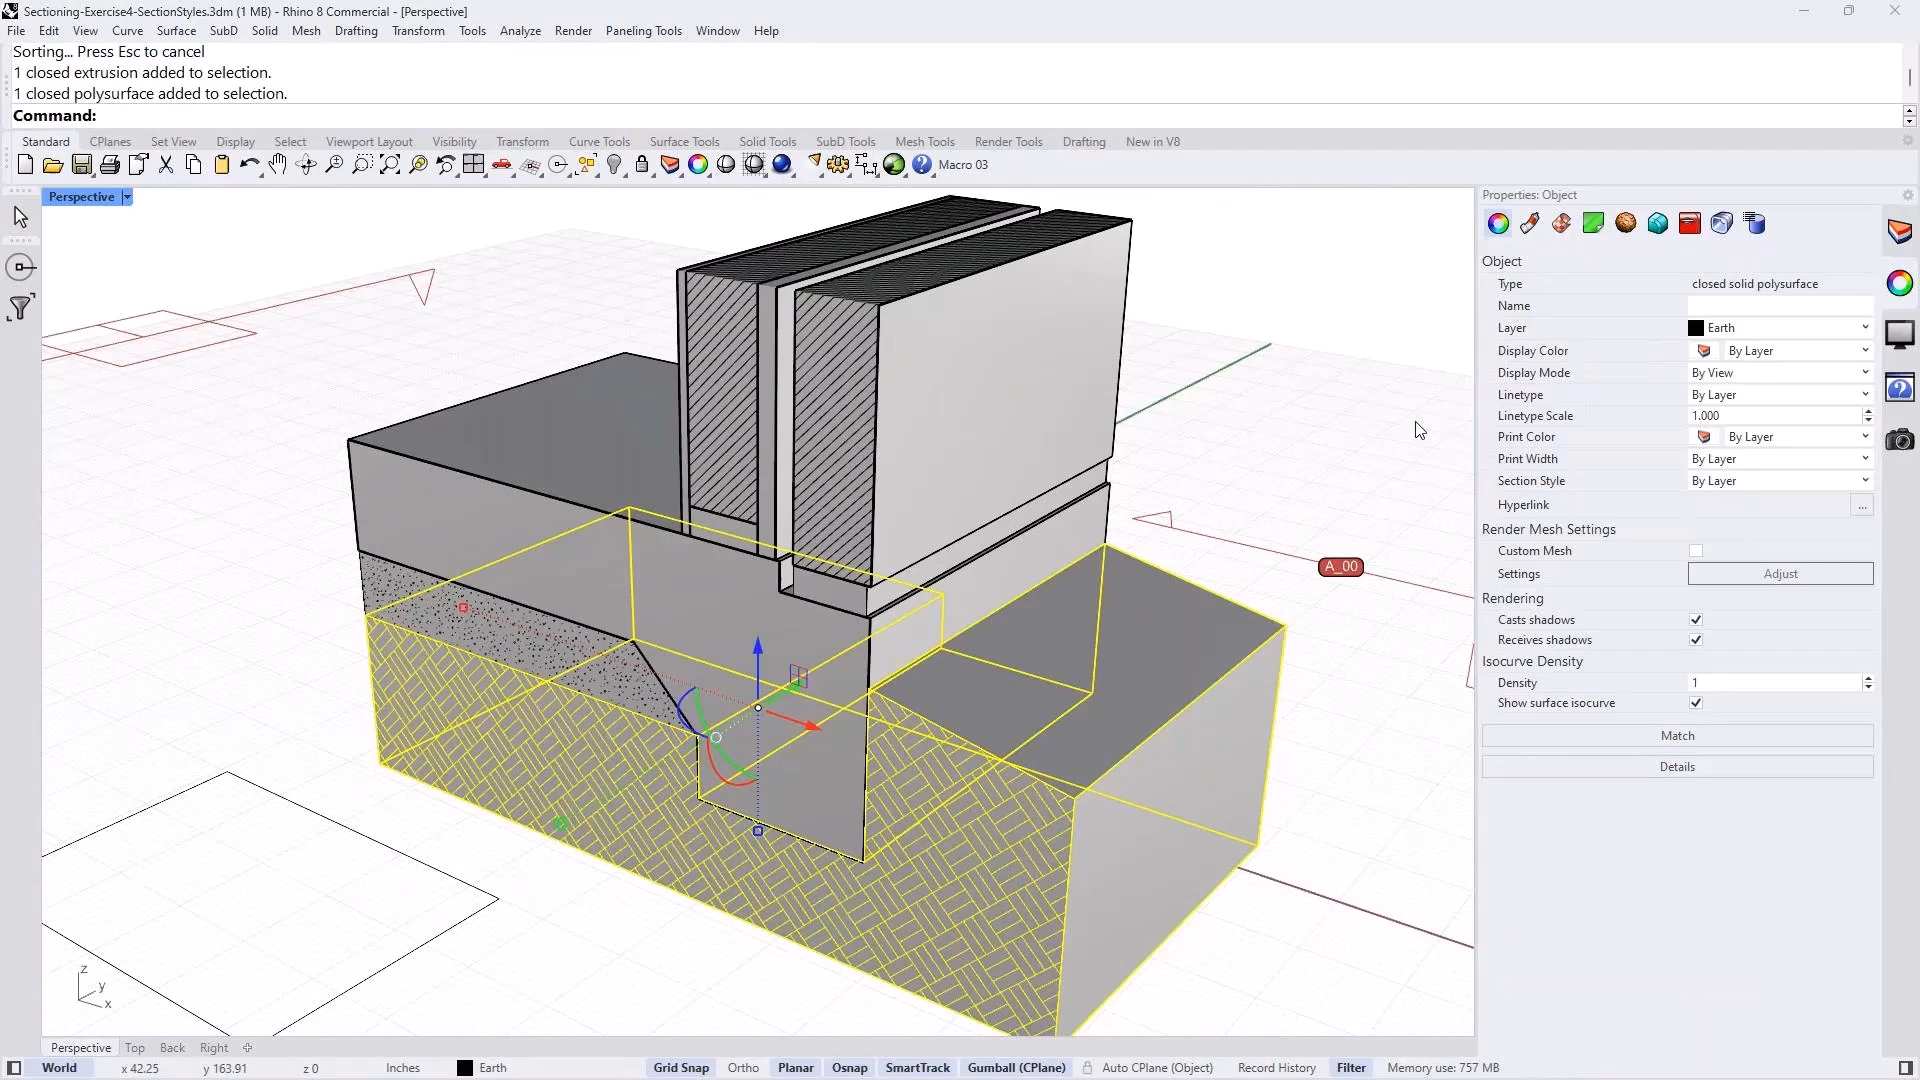 Sectioning-Exercise4-SectionStyles.3dm (1 MB) - Rhino 8 Commercial - [Perspective]
File Edit View Curve Surface SubD Solid Mesh Drafting Transform Tools Analyze Render Paneling Tools Window Help
Sorting... Press Esc to cancel
1 closed extrusion added to selection.
1 closed polysurface added to selection.
Command:
Standard CPlanes Set View Display Select Viewport Layout Visibility Transform Curve Tools Surface Tools Solid Tools SubD Tools Mesh Tools Render Tools Drafting New in V8
Macro 03
Perspective
Properties: Object
Object
Type closed solid polysurface
Name
Layer Earth
Display Color By Layer
Display Mode By View
Linetype By Layer
Linetype Scale 1.000
Print Color By Layer
Print Width By Layer
Section Style By Layer
Hyperlink ...
Render Mesh Settings
Custom Mesh
Settings Adjust
Rendering
Casts shadows
Receives shadows
Isocurve Density
Density 1
Show surface isocurve
Match
Details
A_00
z
y
x
Perspective Top Back Right
World x 42.25 y 163.91 z 0 Inches Earth Grid Snap Ortho Planar Osnap SmartTrack Gumball (CPlane) Auto CPlane (Object) Record History Filter Memory use: 757 MB